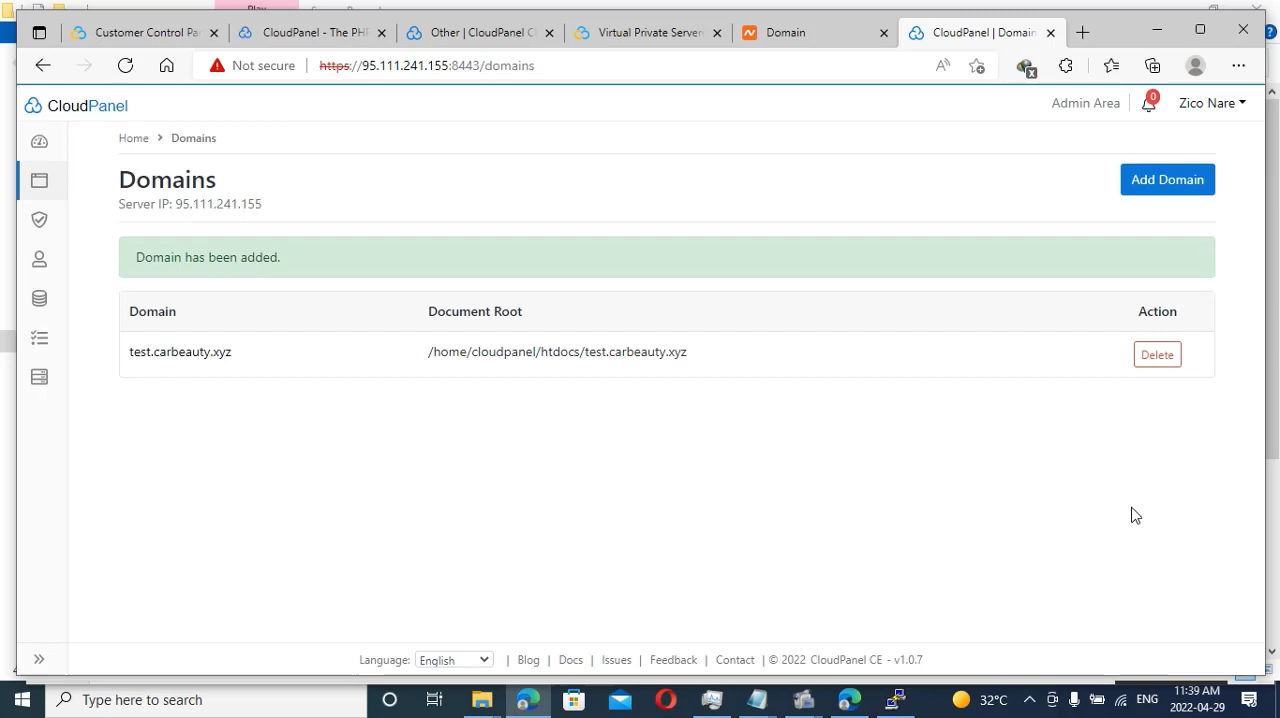 Customer Control Pa
CloudPanel - The PH
Other | CloudPanel C
Virtual Private Server
Domain
CloudPanel | Domain
Not secure
https://95.111.241.155:8443/domains
CloudPanel
Admin Area
0
Zico Nare
Home > Domains
Domains
Add Domain
Server IP: 95.111.241.155
Domain has been added.
Domain
Document Root
Action
test.carbeauty.xyz
/home/cloudpanel/htdocs/test.carbeauty.xyz
Delete
Language: English | Blog | Docs | Issues | Feedback | Contact | © 2022 CloudPanel CE - v1.0.7
Type here to search
32°C
ENG
11:39 AM
2022-04-29